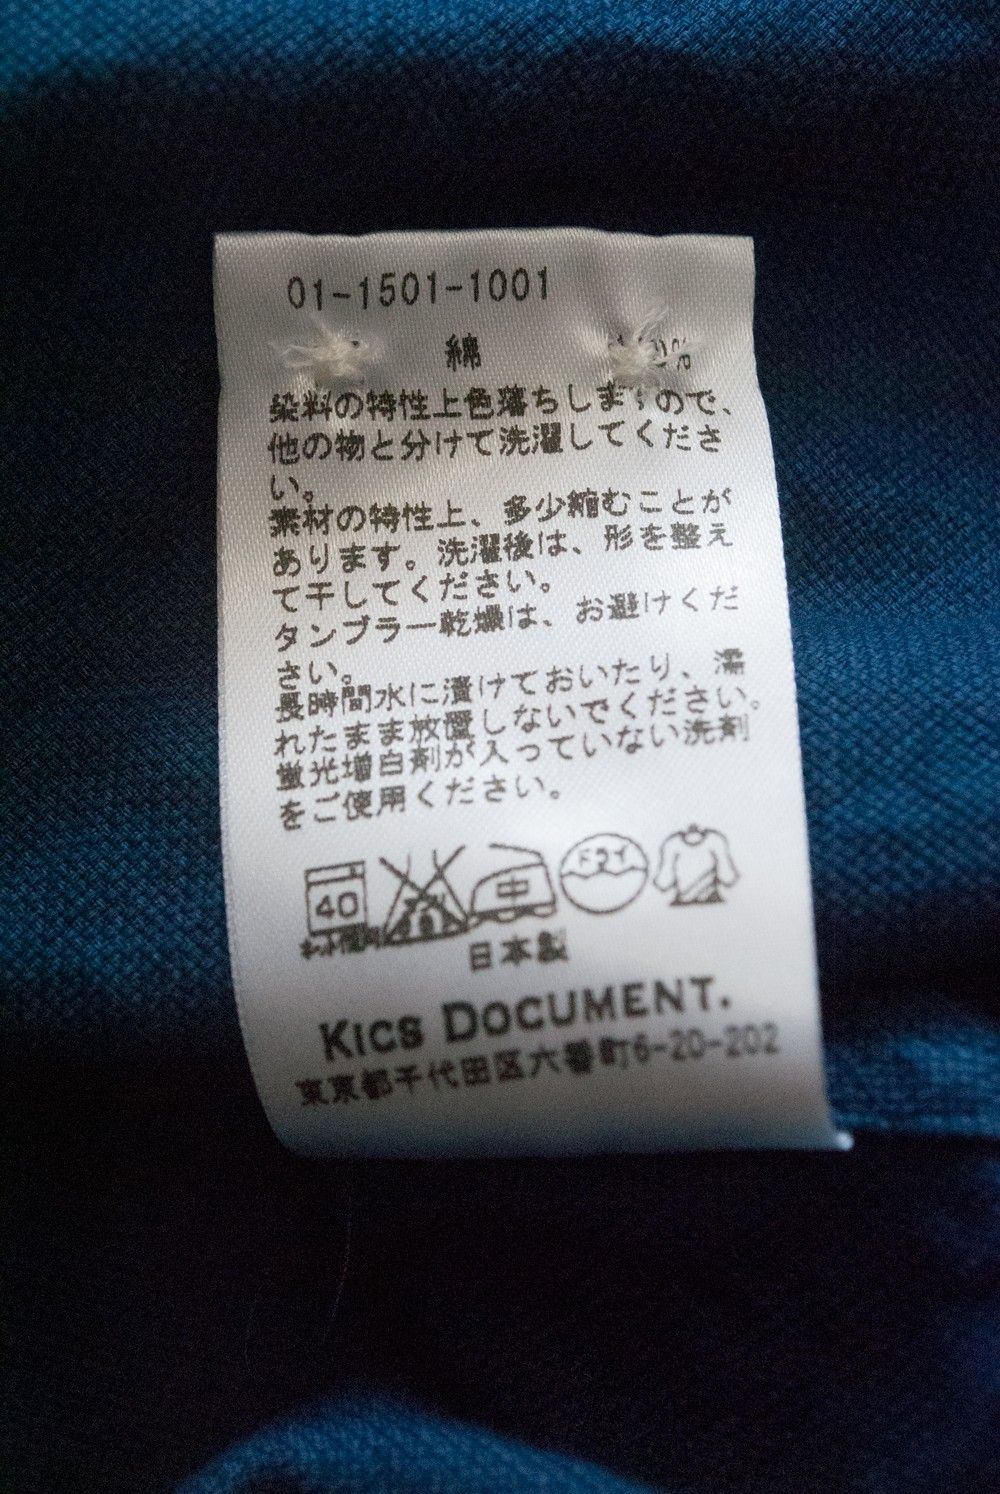 01-1501-1001
綿 %
染料の特性上色落ちしますので、
他の物と分けて洗濯してくださ
い。
素材の特性上、多少縮むことが
あります。洗濯後は、形を整え
て干してください。
タンブラー乾燥は、お避けくだ
さい。
長時間水に漬けておいたり、濡
れたまま放置しないでください。
蛍光増白剤が入っていない洗剤
をご使用ください。
40 中 ドライ
ネット使用
日本製
KICS DOCUMENT.
東京都千代田区六番町6-20-202